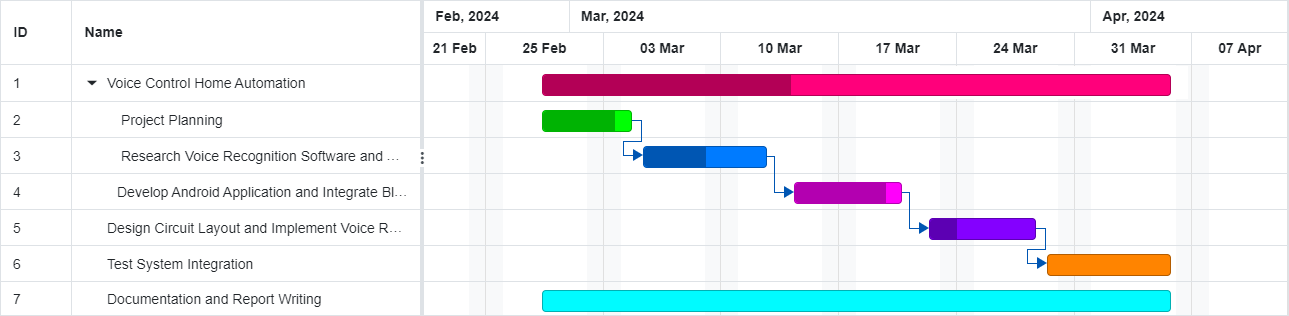 ID Name Feb, 2024 Mar, 2024 Apr, 2024
21 Feb 25 Feb 03 Mar 10 Mar 17 Mar 24 Mar 31 Mar 07 Apr
1 Voice Control Home Automation
2 Project Planning
3 Research Voice Recognition Software and ...
4 Develop Android Application and Integrate Bl...
5 Design Circuit Layout and Implement Voice R...
6 Test System Integration
7 Documentation and Report Writing